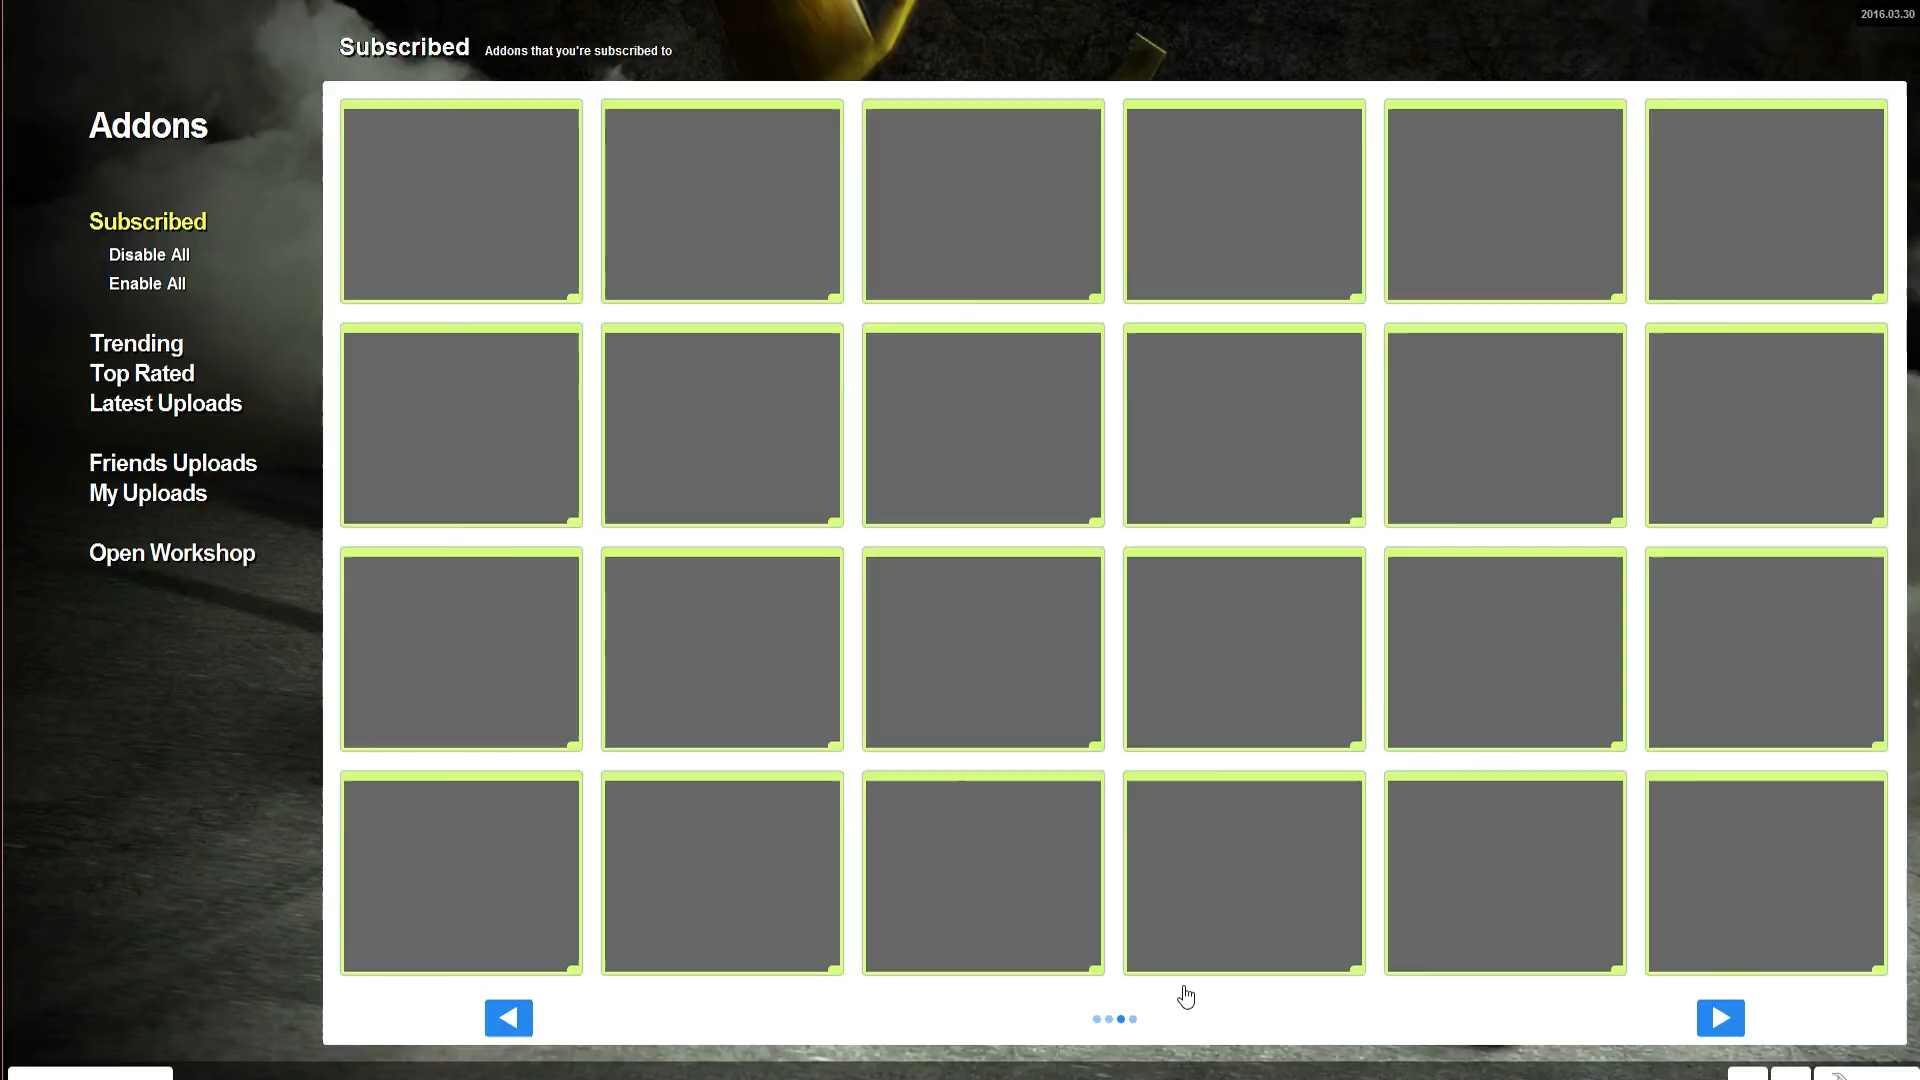 2016.03.30
Subscribed Addons that you're subscribed to
Addons
Subscribed
Disable All
Enable All
Trending
Top Rated
Latest Uploads
Friends Uploads
My Uploads
Open Workshop